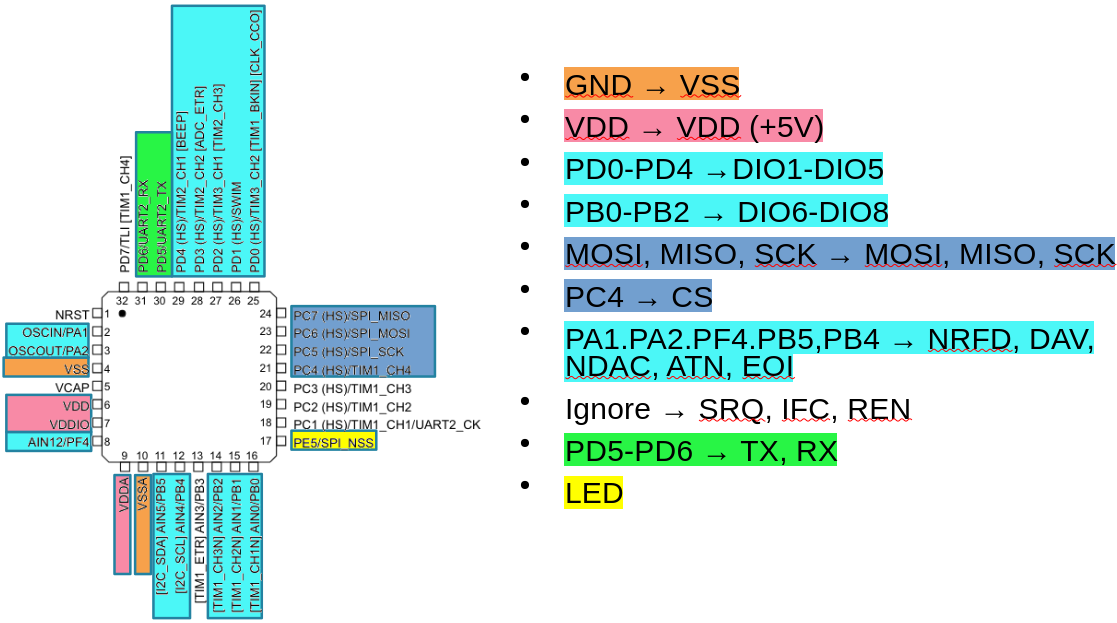 PD7/TLI [TIM1_CH4]
PD6/UART2_RX
PD5/UART2_TX
PD4 (HS)/TIM2_CH1 [BEEP]
PD3 (HS)/TIM2_CH2 [ADC_ETR]
PD2 (HS)/TIM3_CH1 [TIM2_CH3]
PD1 (HS)/SWIM
PD0 (HS)/TIM3_CH2 [TIM1_BKIN] [CLK_CCO]
32 31 30 29 28 27 26 25
NRST 1
OSCIN/PA1 2
OSCOUT/PA2 3
VSS 4
VCAP 5
VDD 6
VDDIO 7
AIN12/PF4 8
24 PC7 (HS)/SPI_MISO
23 PC6 (HS)/SPI_MOSI
22 PC5 (HS)/SPI_SCK
21 PC4 (HS)/TIM1_CH4
20 PC3 (HS)/TIM1_CH3
19 PC2 (HS)/TIM1_CH2
18 PC1 (HS)/TIM1_CH1/UART2_CK
17 PE5/SPI_NSS
9 10 11 12 13 14 15 16
VDDA
VSSA
[I2C_SDA] AIN5/PB5
[I2C_SCL] AIN4/PB4
[TIM1_ETR] AIN3/PB3
[TIM1_CH3N] AIN2/PB2
[TIM1_CH2N] AIN1/PB1
[TIM1_CH1N] AIN0/PB0
• GND → VSS
• VDD → VDD (+5V)
• PD0-PD4 →DIO1-DIO5
• PB0-PB2 → DIO6-DIO8
• MOSI, MISO, SCK → MOSI, MISO, SCK
• PC4 → CS
• PA1.PA2.PF4.PB5,PB4 → NRFD, DAV,
NDAC, ATN, EOI
• Ignore → SRQ, IFC, REN
• PD5-PD6 → TX, RX
• LED